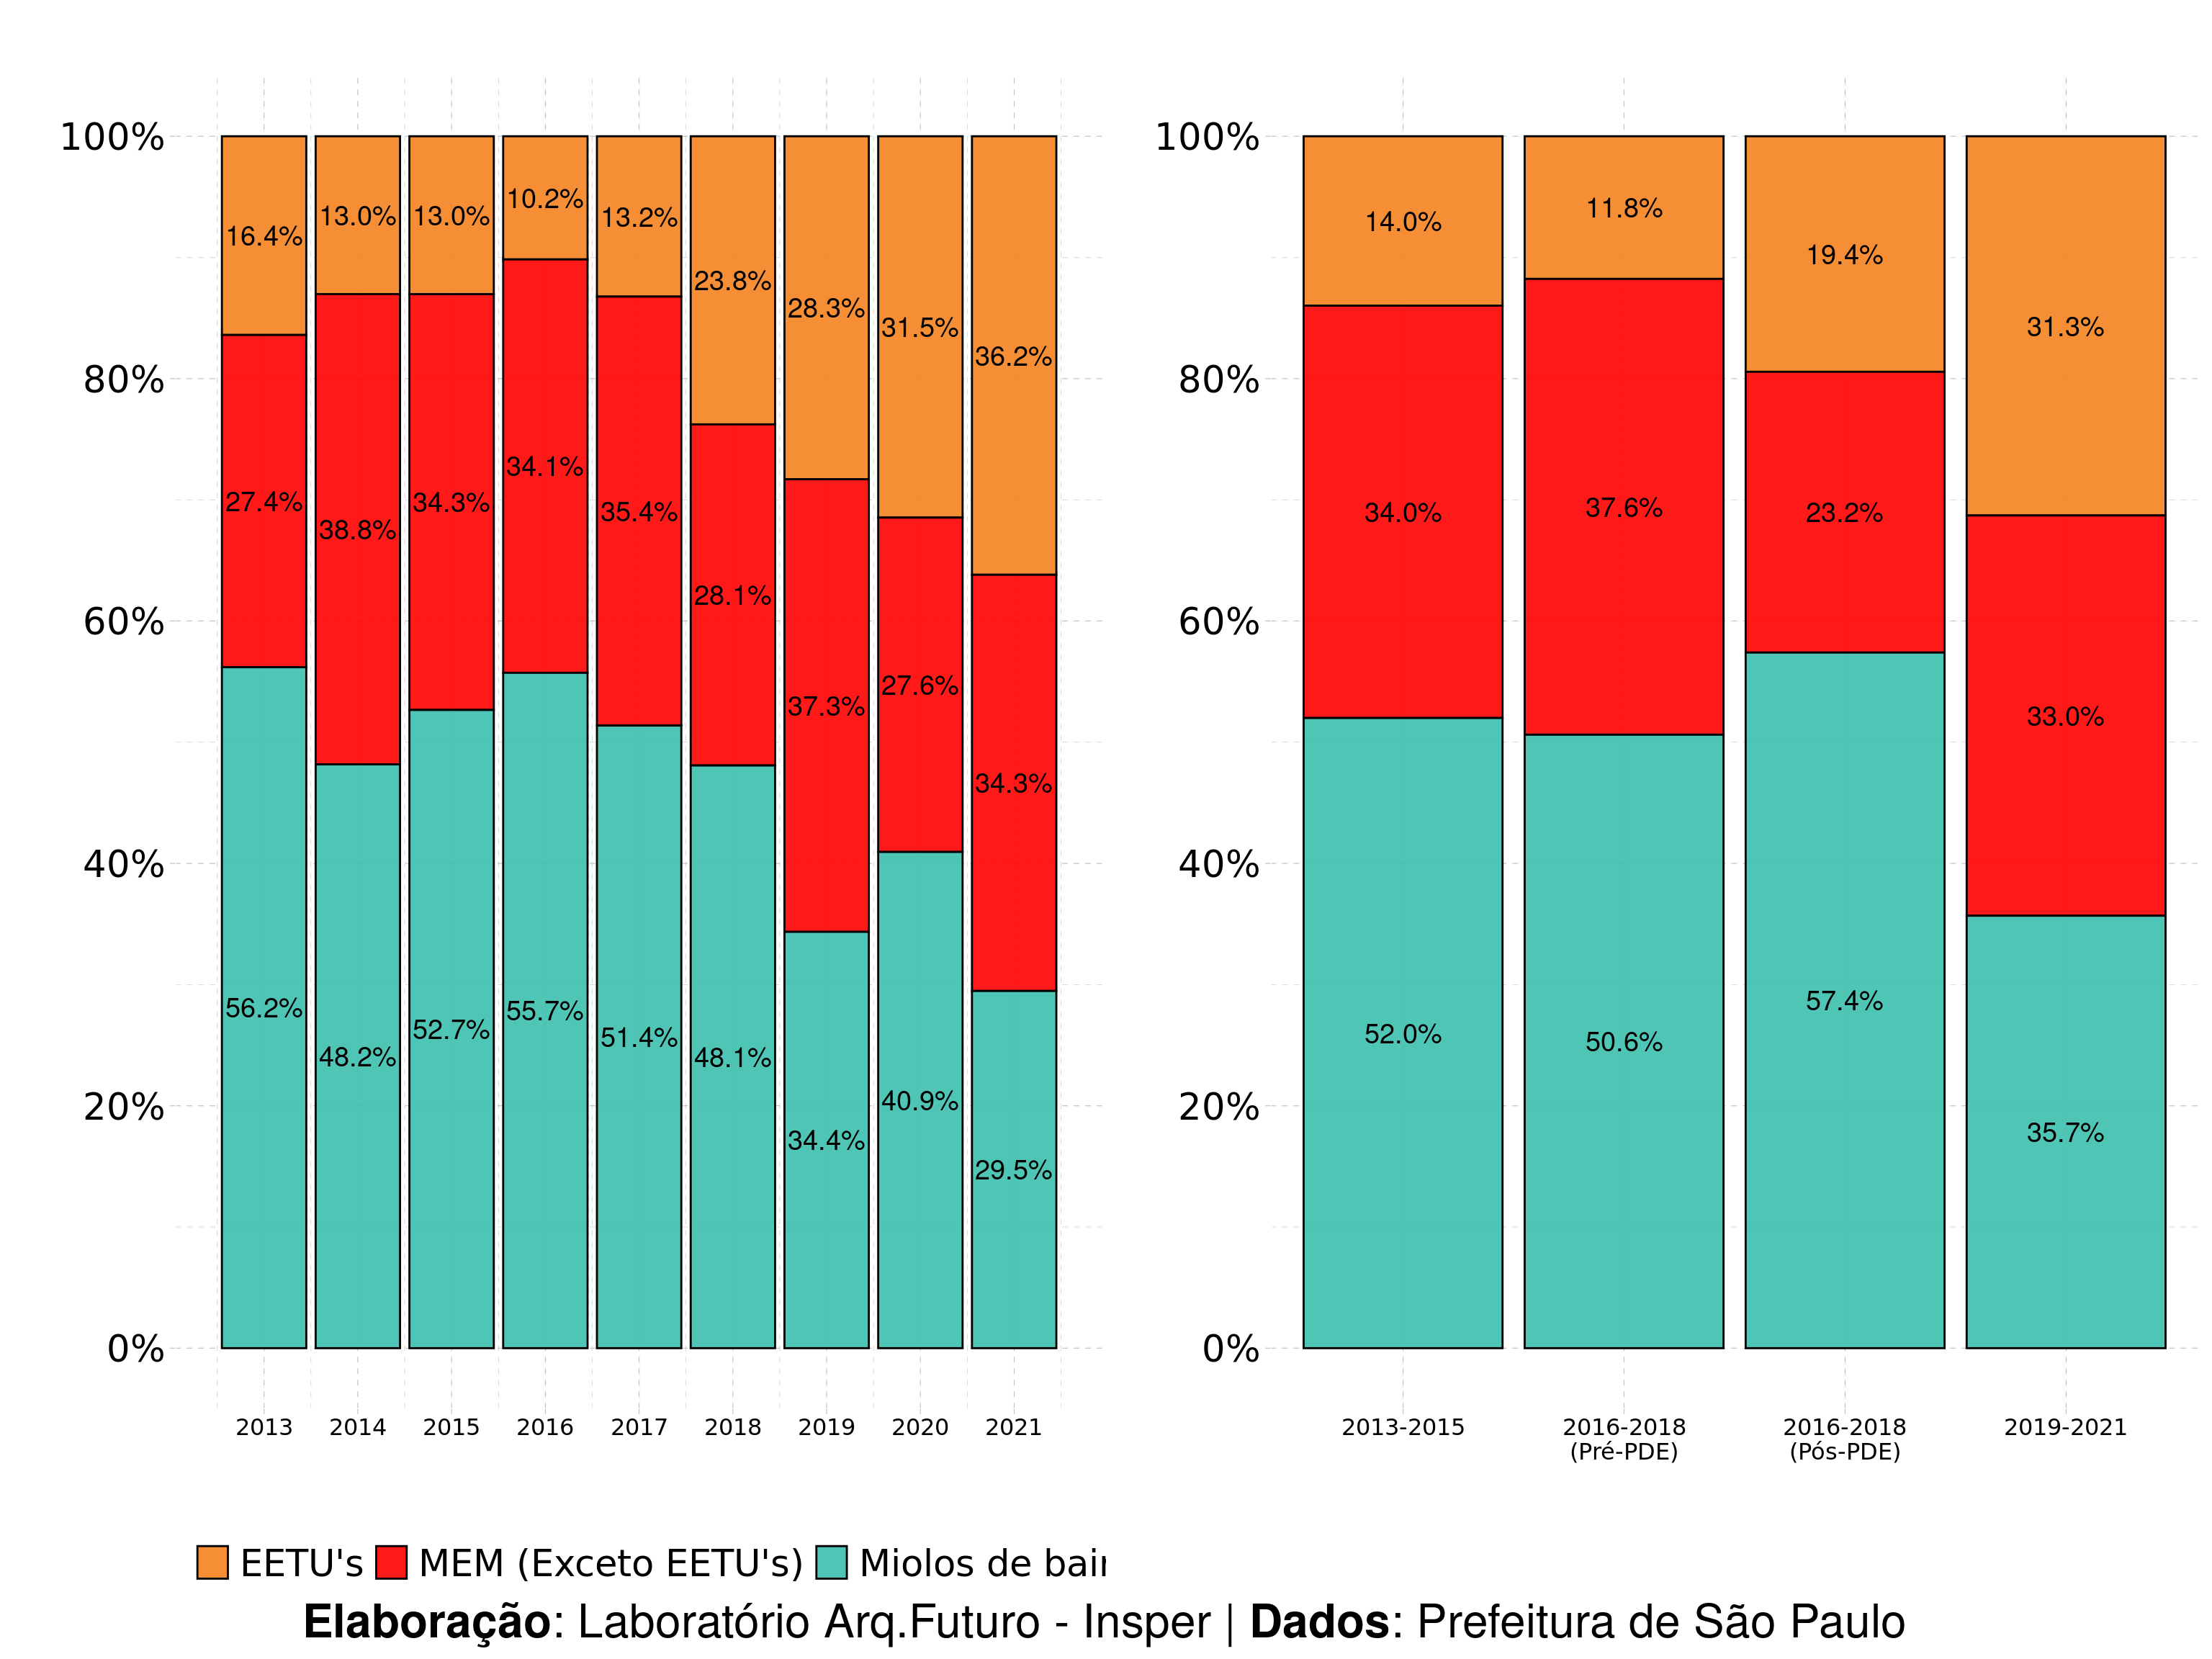 100%
80%
60%
40%
20%
0%
16.4% 13.0% 13.0% 10.2% 13.2% 23.8% 28.3% 31.5% 36.2%
27.4% 38.8% 34.3% 34.1% 35.4% 28.1% 37.3% 27.6% 34.3%
56.2% 48.2% 52.7% 55.7% 51.4% 48.1% 34.4% 40.9% 29.5%
2013 2014 2015 2016 2017 2018 2019 2020 2021
100%
80%
60%
40%
20%
0%
14.0% 11.8% 19.4% 31.3%
34.0% 37.6% 23.2% 33.0%
52.0% 50.6% 57.4% 35.7%
2013-2015 2016-2018 2016-2018 2019-2021
(Pré-PDE) (Pós-PDE)
EETU's MEM (Exceto EETU's) Miolos de
Elaboração: Laboratório Arq.Futuro - Insper | Dados: Prefeitura de São Paulo